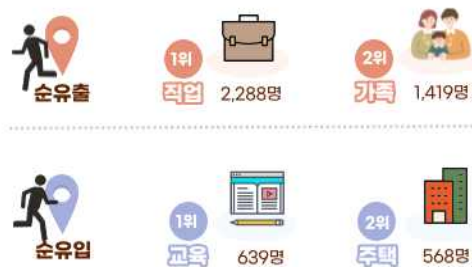 1위
2위
순유출
직업 2,288명
가족 1,419명
1위
2위
순유입
교육 639명
주택 568명